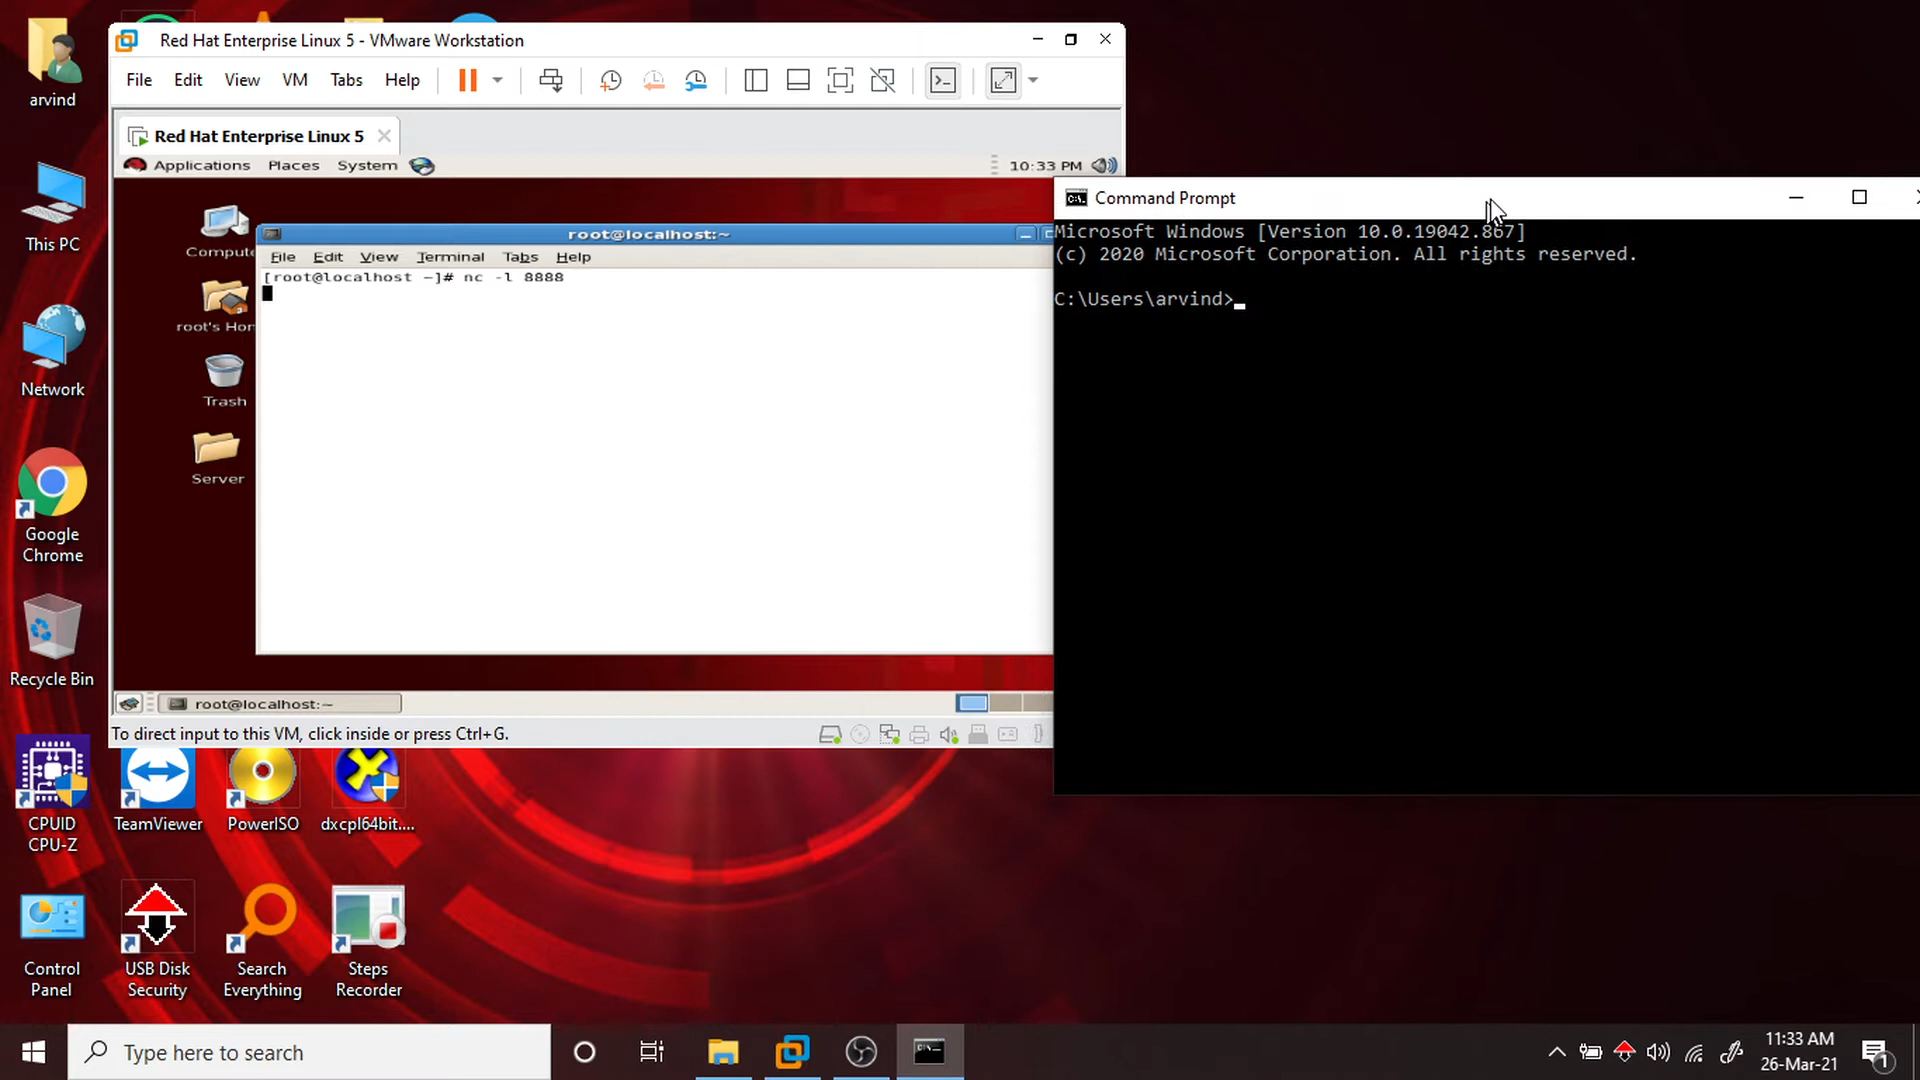 arvind
This PC
Network
Google
Chrome
Recycle Bin
CPUID
CPU-Z
Control
Panel
TeamViewer
USB Disk
Security
PowerISO
Search
Everything
dxcpl64bit....
Steps
Recorder
Red Hat Enterprise Linux 5 - VMware Workstation
File Edit View VM Tabs Help
Red Hat Enterprise Linux 5
Applications Places System 10:33 PM
root's Hor
Trash
Server
root@localhost:~
File Edit View Terminal Tabs Help
[root@localhost ~]# nc -l 8888
root@localhost:~
To direct input to this VM, click inside or press Ctrl+G.
Command Prompt
Microsoft Windows [Version 10.0.19042.867]
(c) 2020 Microsoft Corporation. All rights reserved.
C:\Users\arvind>
Type here to search
11:33 AM
26-Mar-21
1